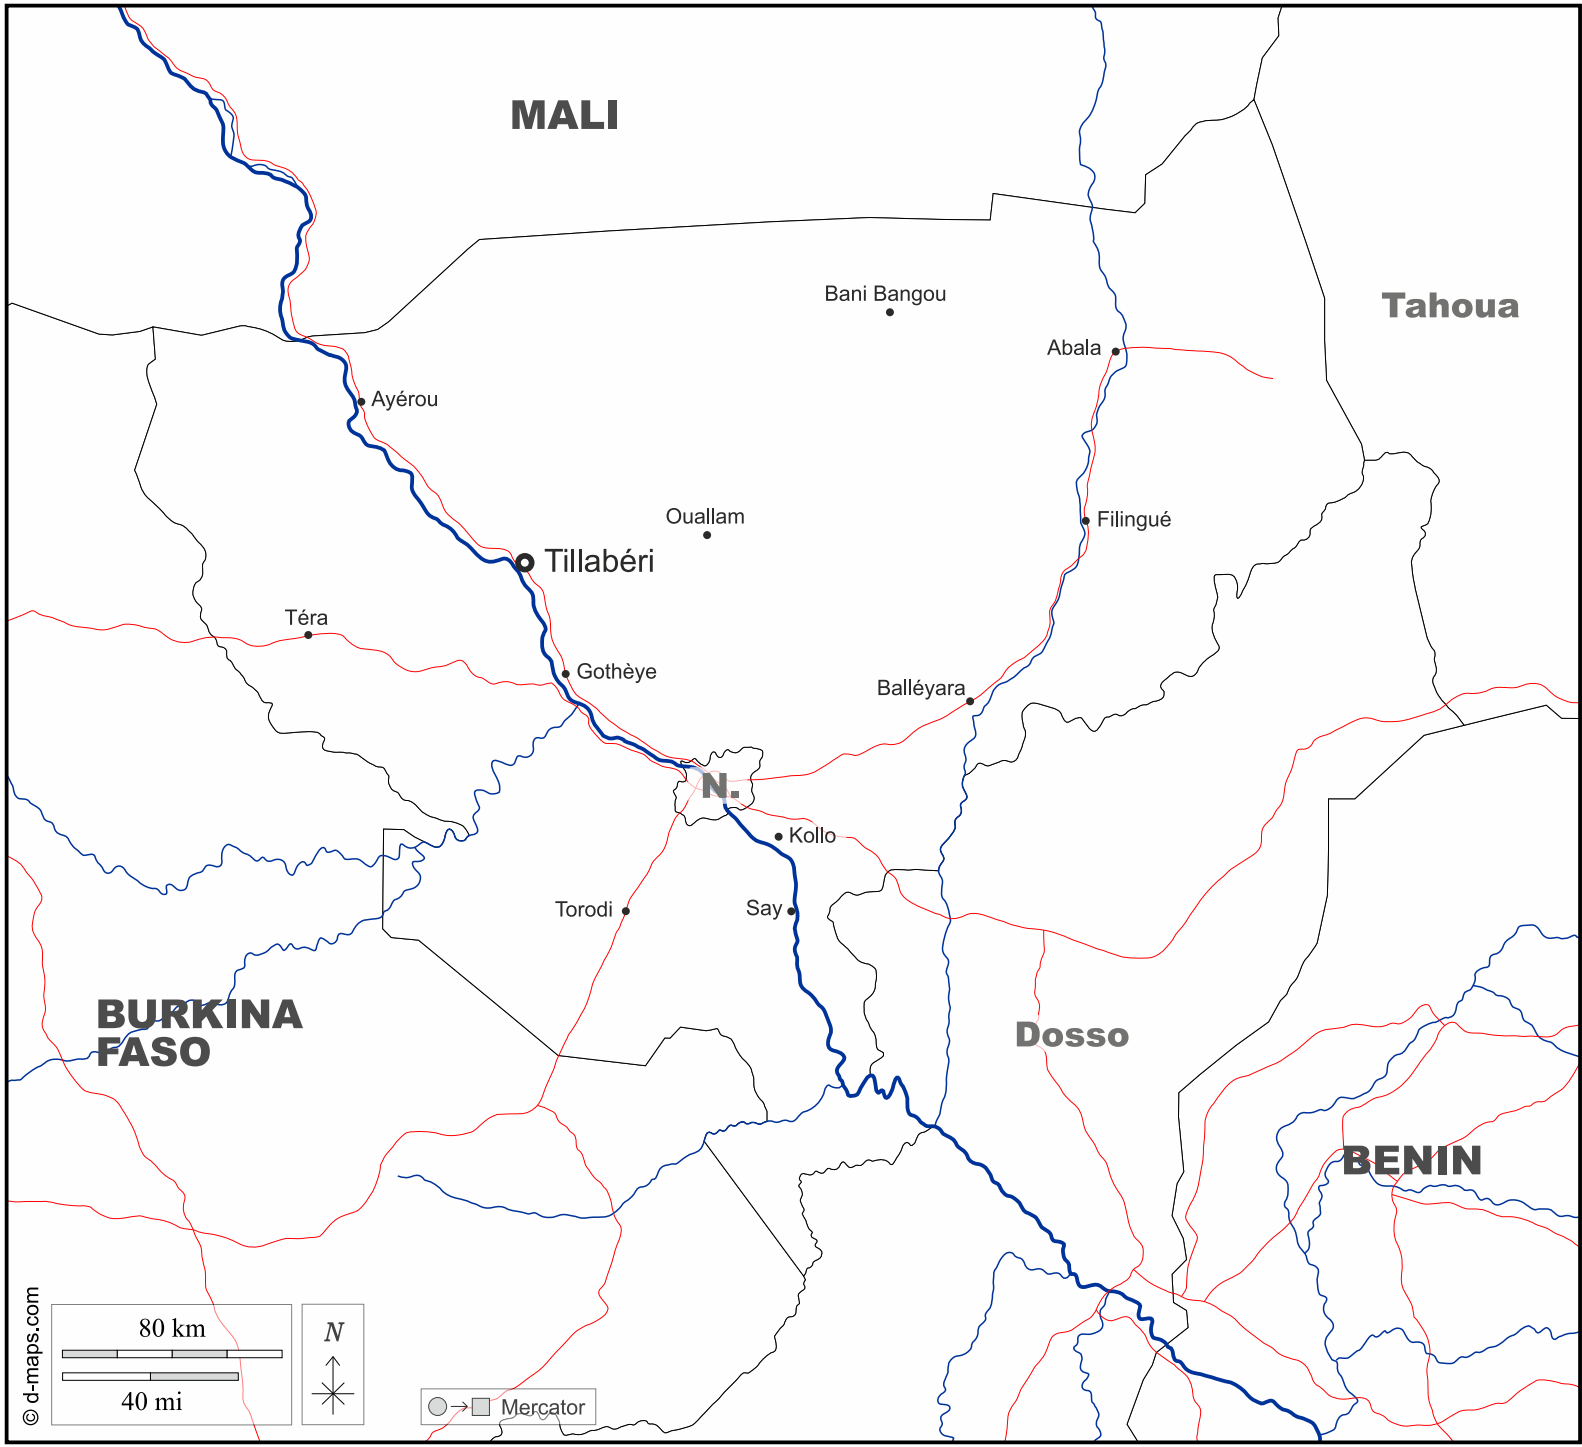 MALI
Bani Bangou
Tahoua
Abala
Ayérou
Ouallam
Filingué
Tillabéri
Téra
Gothèye
Balléyara
N.
Kollo
Torodi
Say
BURKINA
FASO
Dosso
BENIN
© d-maps.com
80 km
40 mi
N
Mercator